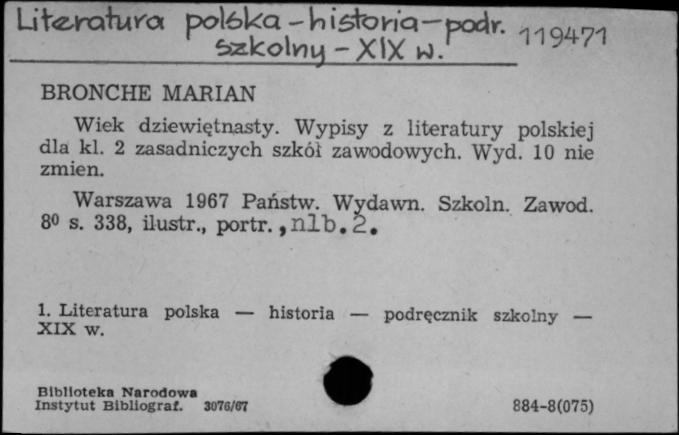 Literatura polska - historia - podr.
szkolny - XIX w.
119471
BRONCHE MARIAN
Wiek dziewiętnasty. Wypisy z literatury polskiej
dla kl. 2 zasadniczych szkół zawodowych. Wyd. 10 nie
zmien.
Warszawa 1967 Państw. Wydawn. Szkoln. Zawod.
8⁰ s. 338, ilustr., portr. , nlb. 2.
1. Literatura polska — historia — podręcznik szkolny —
XIX w.
Biblioteka Narodowa
Instytut Bibliograf. 3076/67
884-8(075)